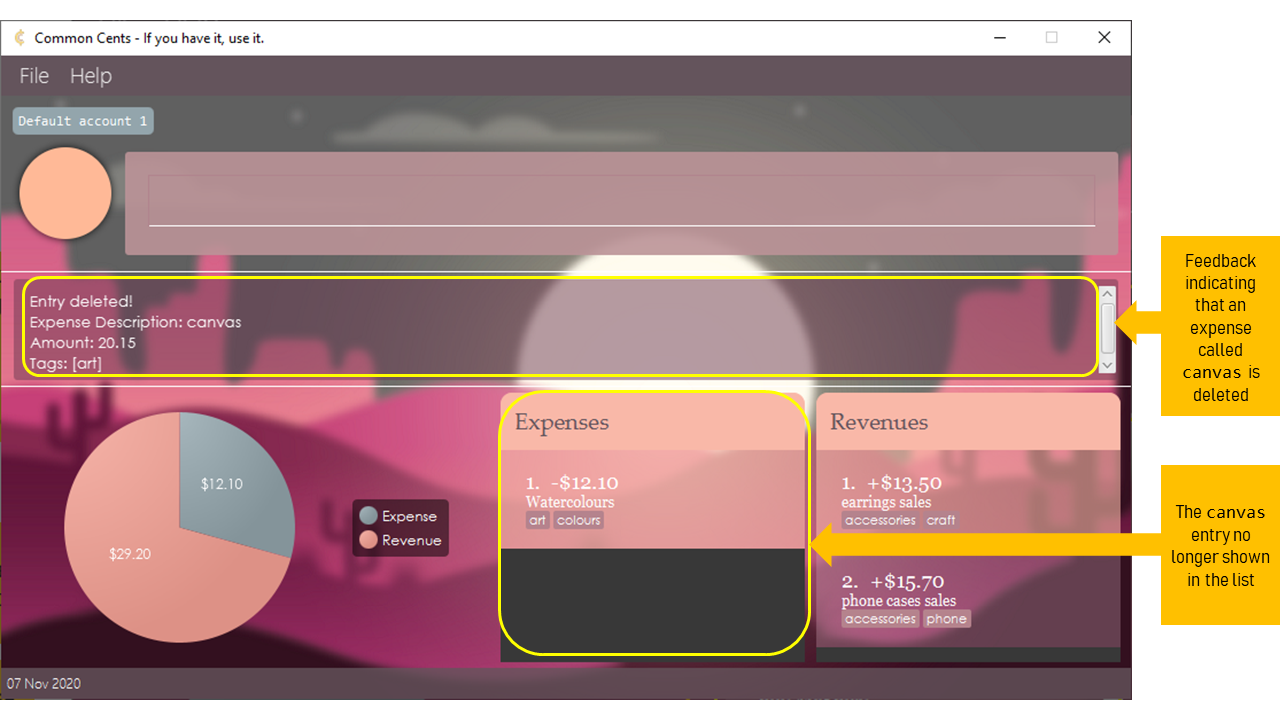 Common Cents - If you have it, use it.
File Help
Default account 1
Entry deleted!
Expense Description: canvas
Amount: 20.15
Tags: [art]
Feedback
indicating
that an
expense
called
canvas is
deleted
$12.10
$29.20
Expense
Revenue
Expenses
1. -$12.10
Watercolours
art colours
Revenues
1. +$13.50
earrings sales
accessories craft
2. +$15.70
phone cases sales
accessories phone
The canvas
entry no
longer shown
in the list
07 Nov 2020